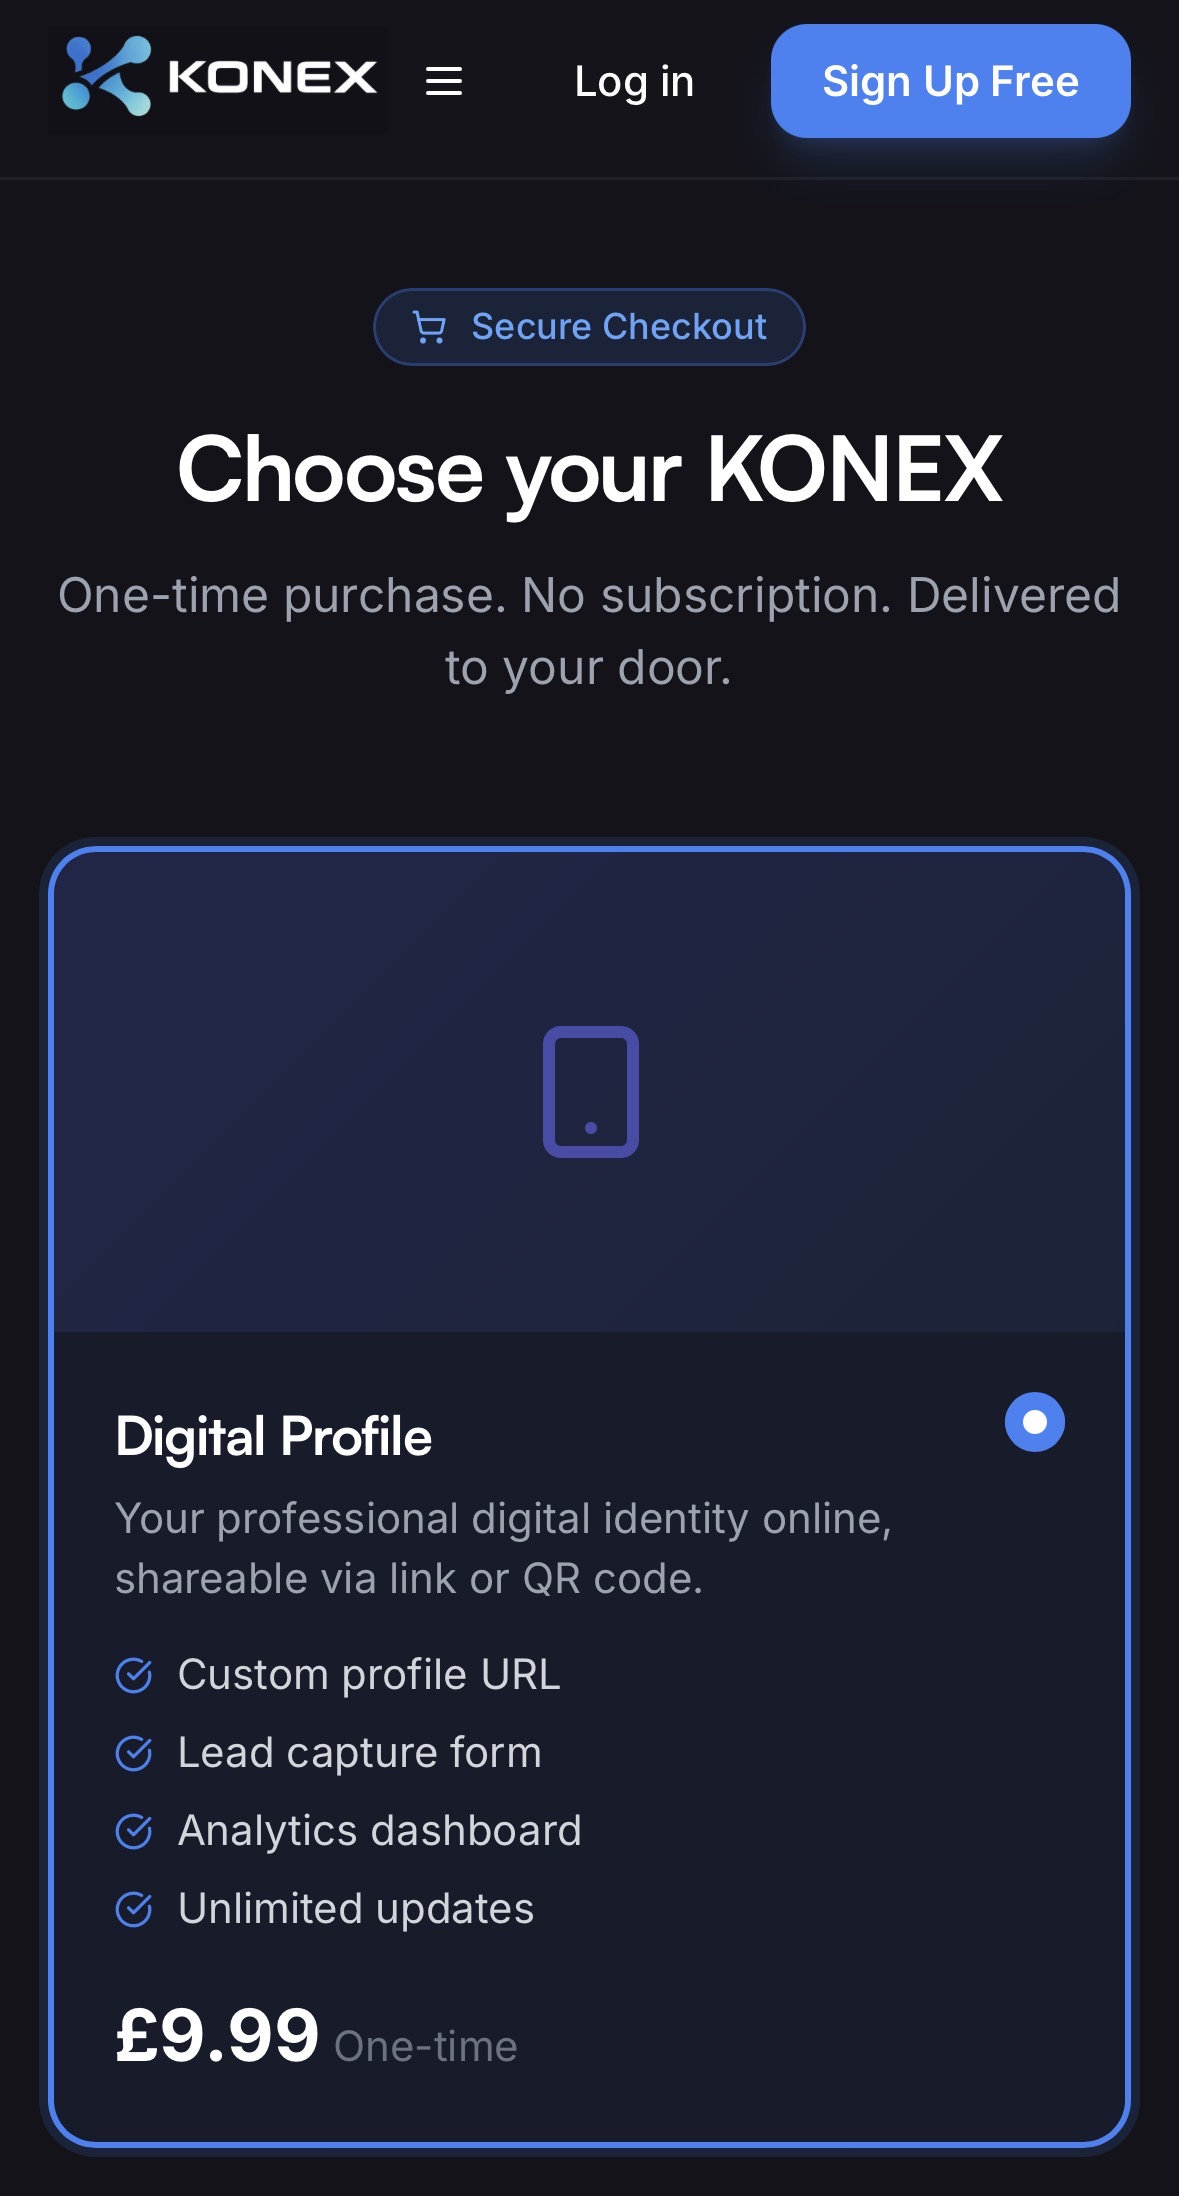 KONEX
Log in
Sign Up Free
Secure Checkout
Choose your KONEX
One-time purchase. No subscription. Delivered
to your door.
Digital Profile
Your professional digital identity online,
shareable via link or QR code.
Custom profile URL
Lead capture form
Analytics dashboard
Unlimited updates
£9.99 One-time